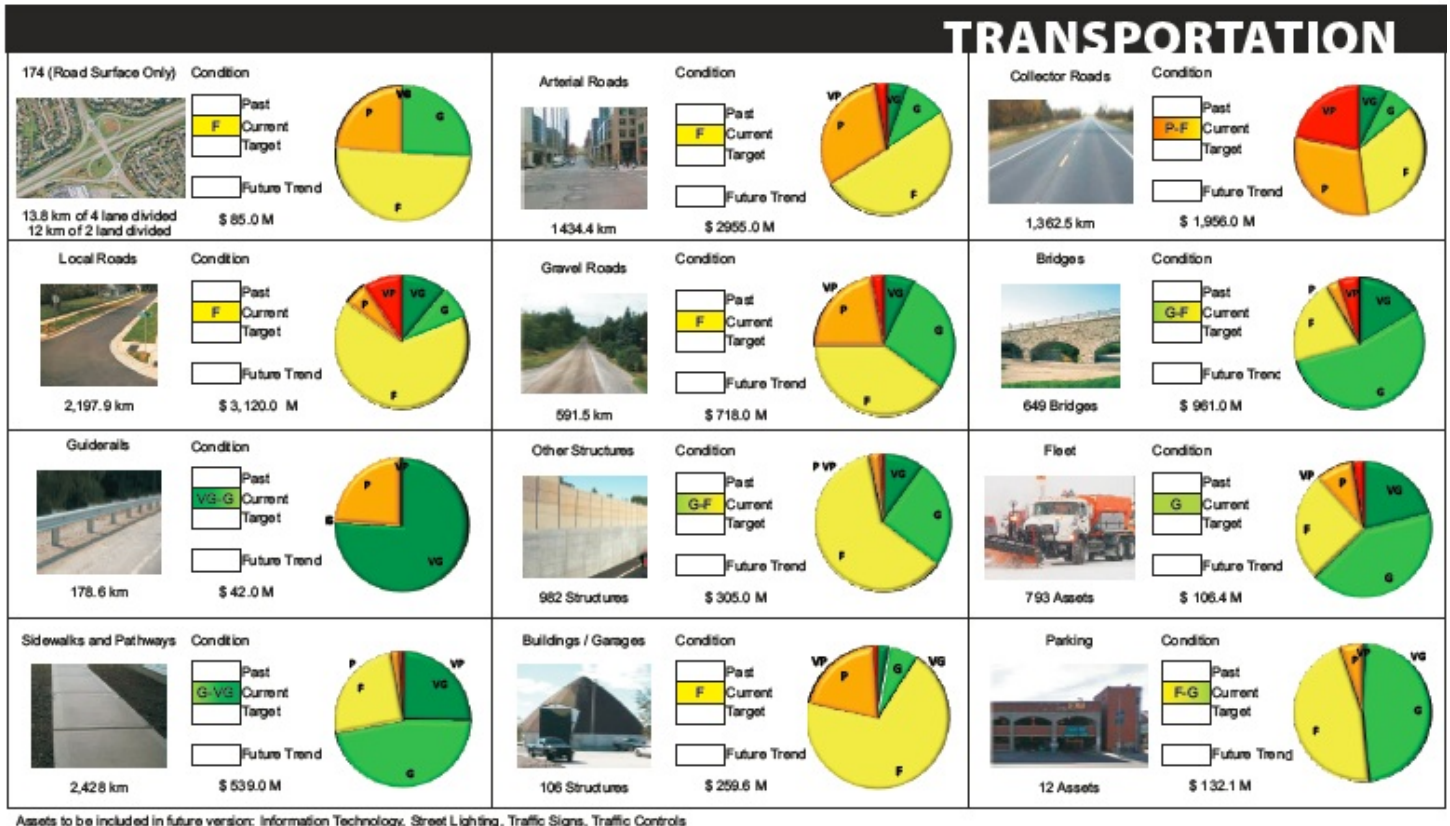 TRANSPORTATION
174 (Road Surface Only)
Condition
Past
F Current
Target
Future Trend
13.8 km of 4 lane divided
12 km of 2 land divided
$ 85.0 M
P
VG
G
F
Arterial Roads
Condition
Past
F Current
Target
Future Trend
1434.4 km
$ 2955.0 M
VP
VG
G
P
F
Collector Roads
Condition
Past
P-F Current
Target
Future Trend
1,362.5 km
$ 1,956.0 M
VP
VG
G
F
P
Local Roads
Condition
Past
F Current
Target
Future Trend
2,197.9 km
$ 3,120.0 M
P
VP
VG
G
F
Gravel Roads
Condition
Past
F Current
Target
Future Trend
591.5 km
$ 718.0 M
VP
VG
P
G
F
Bridges
Condition
Past
G-F Current
Target
Future Trend
649 Bridges
$ 961.0 M
P
VP
VG
F
G
Guiderails
Condition
Past
VG-G Current
Target
Future Trend
178.6 km
$ 42.0 M
VP
P
G
VG
Other Structures
Condition
Past
G-F Current
Target
Future Trend
982 Structures
$ 305.0 M
P VP
VG
G
F
Fleet
Condition
Past
G Current
Target
Future Trend
793 Assets
$ 106.4 M
VP
P
VG
F
G
Sidewalks and Pathways
Condition
Past
G-VG Current
Target
Future Trend
2,428 km
$ 539.0 M
P
VP
VG
F
G
Buildings / Garages
Condition
Past
F Current
Target
Future Trend
106 Structures
$ 259.6 M
VP
VG
G
P
F
Parking
Condition
Past
F-G Current
Target
Future Trend
12 Assets
$ 132.1 M
P
VP
VG
G
F
Assets to be included in future version: Information Technology, Street Lighting, Traffic Signs, Traffic Controls